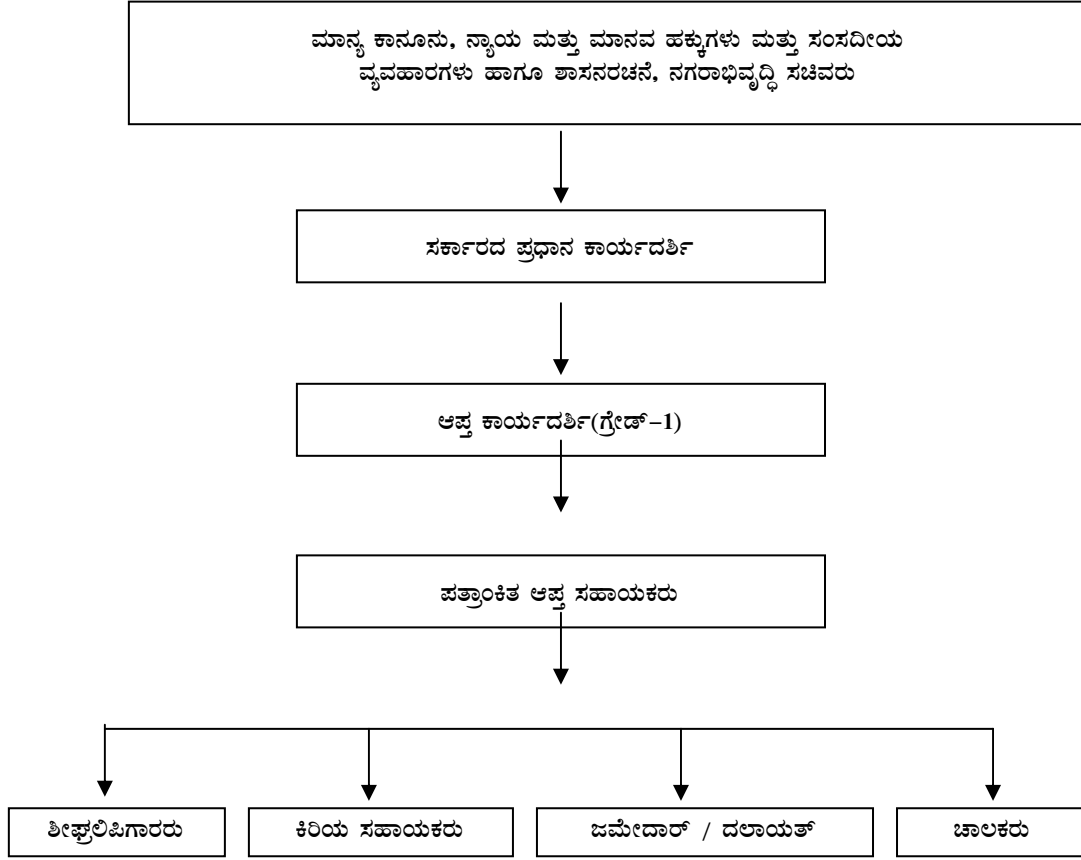 ಮಾನ್ಯ ಕಾನೂನು, ನ್ಯಾಯ ಮತ್ತು ಮಾನವ ಹಕ್ಕುಗಳು ಮತ್ತು ಸಂಸದೀಯ
ವ್ಯವಹಾರಗಳು ಹಾಗೂ ಶಾಸನರಚನೆ, ನಗರಾಭಿವೃದ್ಧಿ ಸಚಿವರು
ಸರ್ಕಾರದ ಪ್ರಧಾನ ಕಾರ್ಯದರ್ಶಿ
ಆಪ್ತ ಕಾರ್ಯದರ್ಶಿ(ಗ್ರೇಡ್-1)
ಪತ್ರಾಂಕಿತ ಆಪ್ತ ಸಹಾಯಕರು
ಶೀಘ್ರಲಿಪಿಗಾರರು
ಕಿರಿಯ ಸಹಾಯಕರು
ಜಮೇದಾರ್ / ದಲಾಯತ್
ಚಾಲಕರು